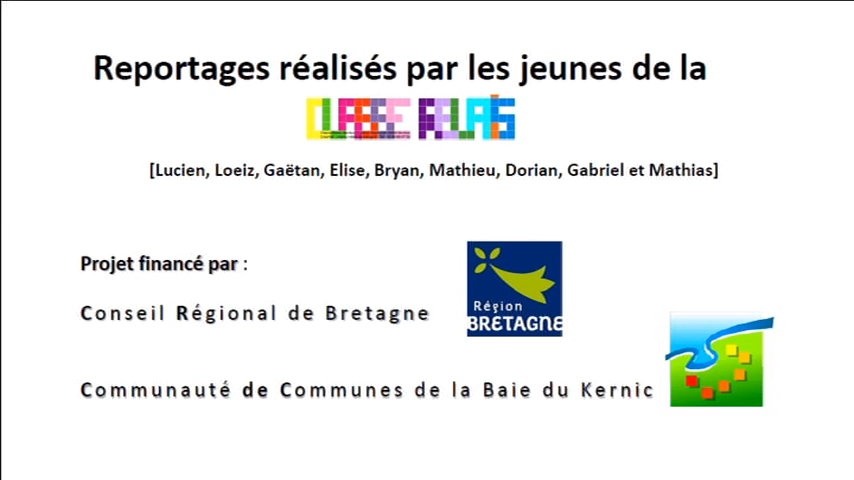 Reportages réalisés par les jeunes de la
CLASSE RELAIS
[Lucien, Loeiz, Gaëtan, Elise, Bryan, Mathieu, Dorian, Gabriel et Mathias]
Projet financé par :
Conseil Régional de Bretagne
Région
BRETAGNE
Communauté de Communes de la Baie du Kernic